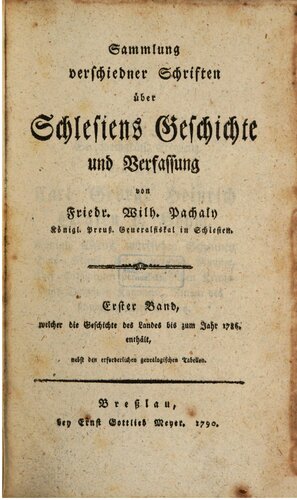 Sammlung
verschiedner Schriften
über
Schlesiens Geschichte
und Verfassung
von
Friedr. Wilh. Pachaly
Königl. Preuß. Generalfiskal in Schlesien.
Erster Band,
welcher die Geschichte des Landes bis zum Jahr 1786.
enthält,
nebst den erforderlichen genealogischen Tabellen.
Breßlau,
bey Ernst Gottlieb Meyer. 1790.